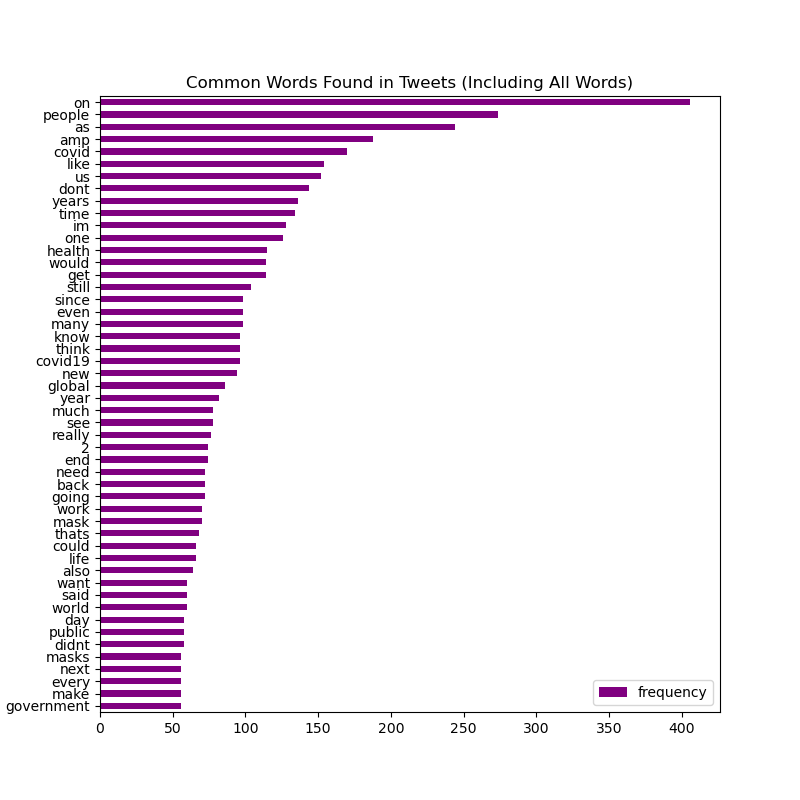 Common Words Found in Tweets (Including All Words)
on
people
as
amp
covid
like
us
dont
years
time
im
one
health
would
get
still
since
even
many
know
think
covid19
new
global
year
much
see
really
2
end
need
back
going
work
mask
thats
could
life
also
want
said
world
day
public
didnt
masks
next
every
make
government
frequency
0 50 100 150 200 250 300 350 400